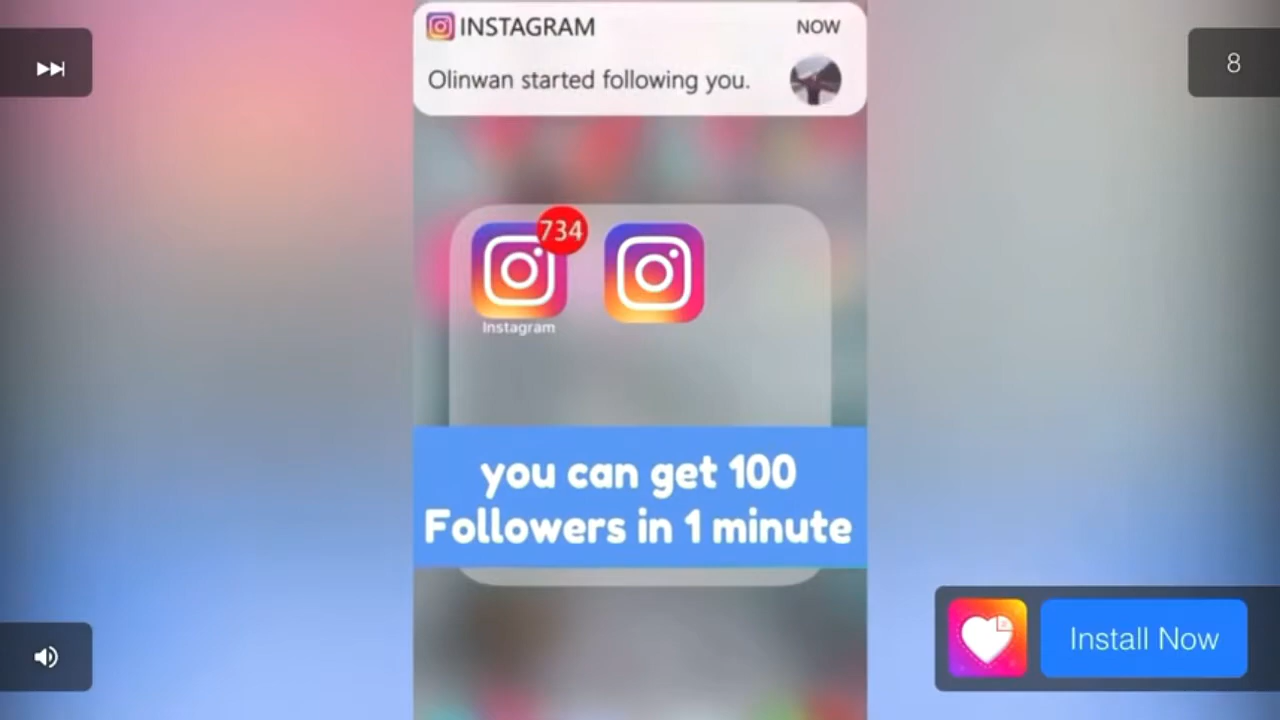 INSTAGRAM
NOW
Olinwan started following you.
8
734
Instagram
you can get 100
Followers in 1 minute
Install Now